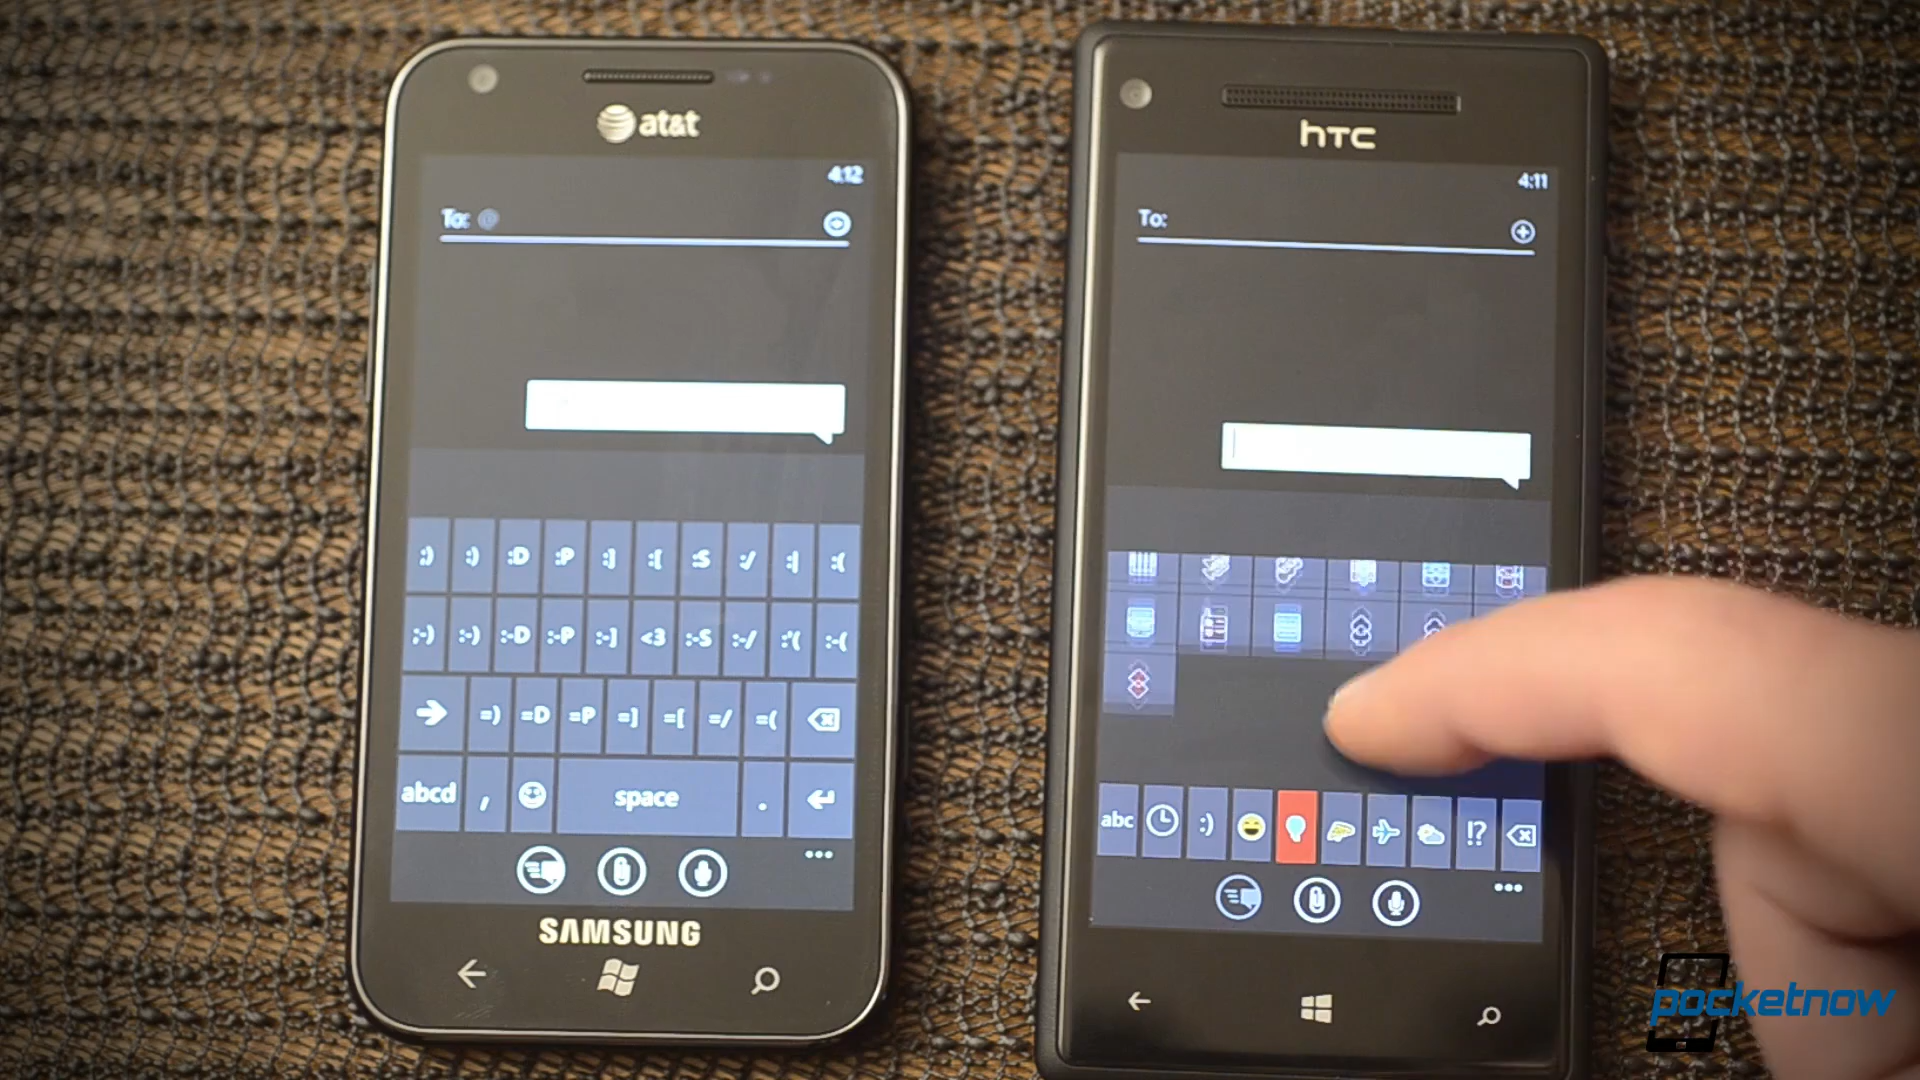 at&t
4:12
To:
:) :) :D :P :] :[ :S :/ :| :(
:-) :-) :-D :-P :-] <3 :-S :-/ :'( :-(
=) =D =P =] =[ =/ =(
abcd , space .
SAMSUNG
hTC
4:11
To:
abc :) !?
pocketnow